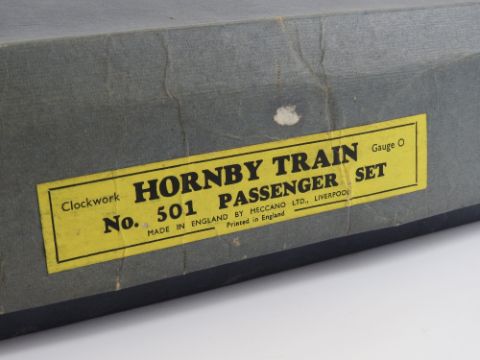 Clockwork HORNBY TRAIN Gauge O
No. 501 PASSENGER SET
MADE IN ENGLAND BY MECCANO LTD., LIVERPOOL
Printed in England